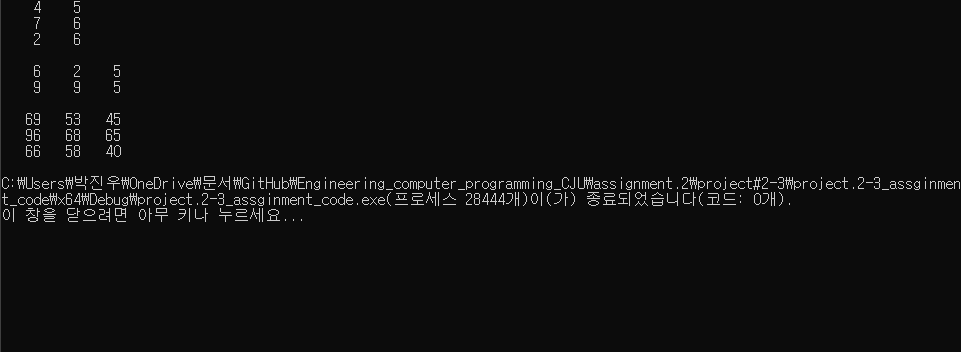 4 5
7 6
2 6
6 2 5
9 9 5
69 53 45
96 68 65
66 58 40
C:₩Users₩박진우₩OneDrive₩문서₩GitHub₩Engineering_computer_programming_CJU₩assignment.2₩project#2-3₩project.2-3_assginmen
t_code₩x64₩Debug₩project.2-3_assginment_code.exe(프로세스 28444개)이(가) 종료되었습니다(코드: 0개).
이 창을 닫으려면 아무 키나 누르세요...